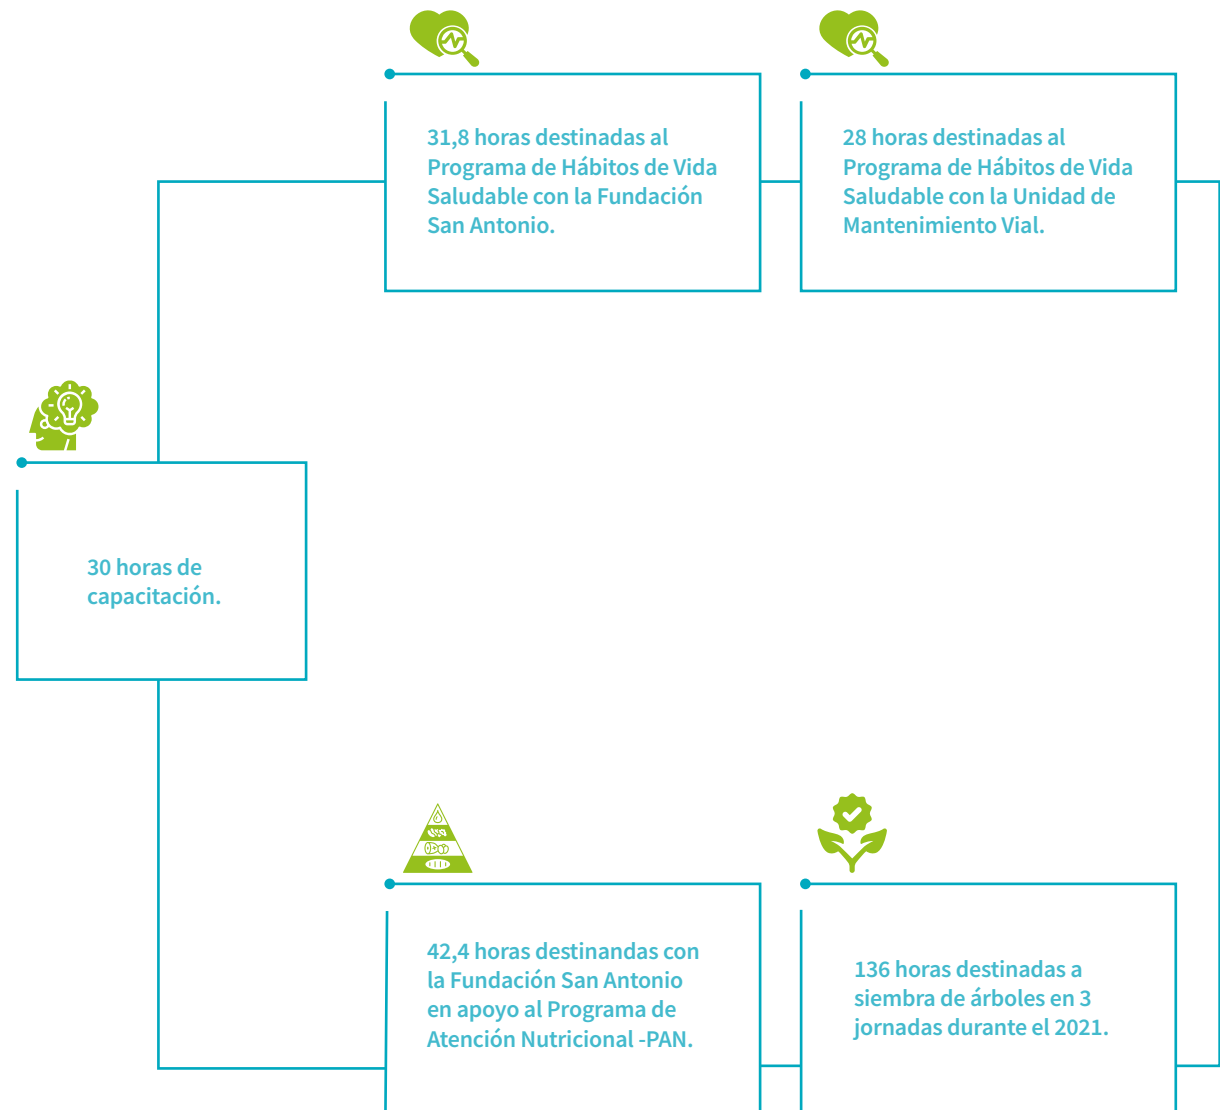 31,8 horas destinadas al
Programa de Hábitos de Vida
Saludable con la Fundación
San Antonio.
28 horas destinadas al
Programa de Hábitos de Vida
Saludable con la Unidad de
Mantenimiento Vial.
30 horas de
capacitación.
42,4 horas destinandas con
la Fundación San Antonio
en apoyo al Programa de
Atención Nutricional -PAN.
136 horas destinadas a
siembra de árboles en 3
jornadas durante el 2021.